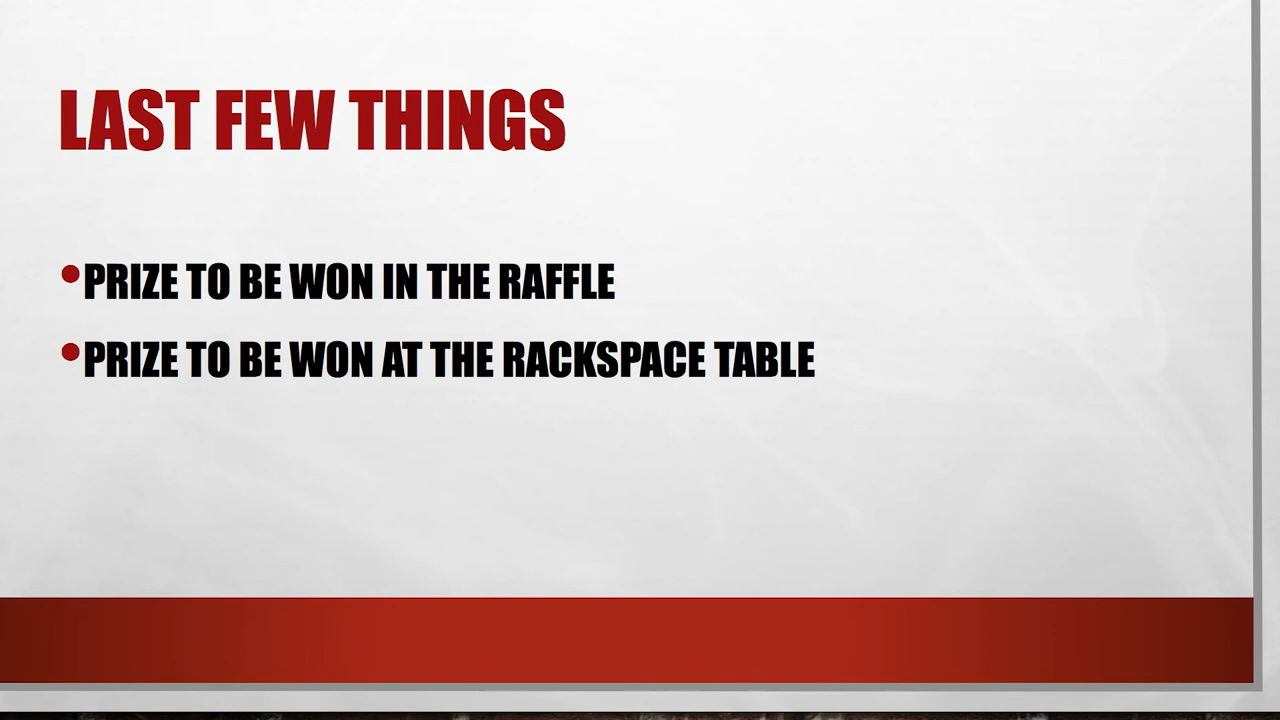 LAST FEW THINGS
•PRIZE TO BE WON IN THE RAFFLE
•PRIZE TO BE WON AT THE RACKSPACE TABLE